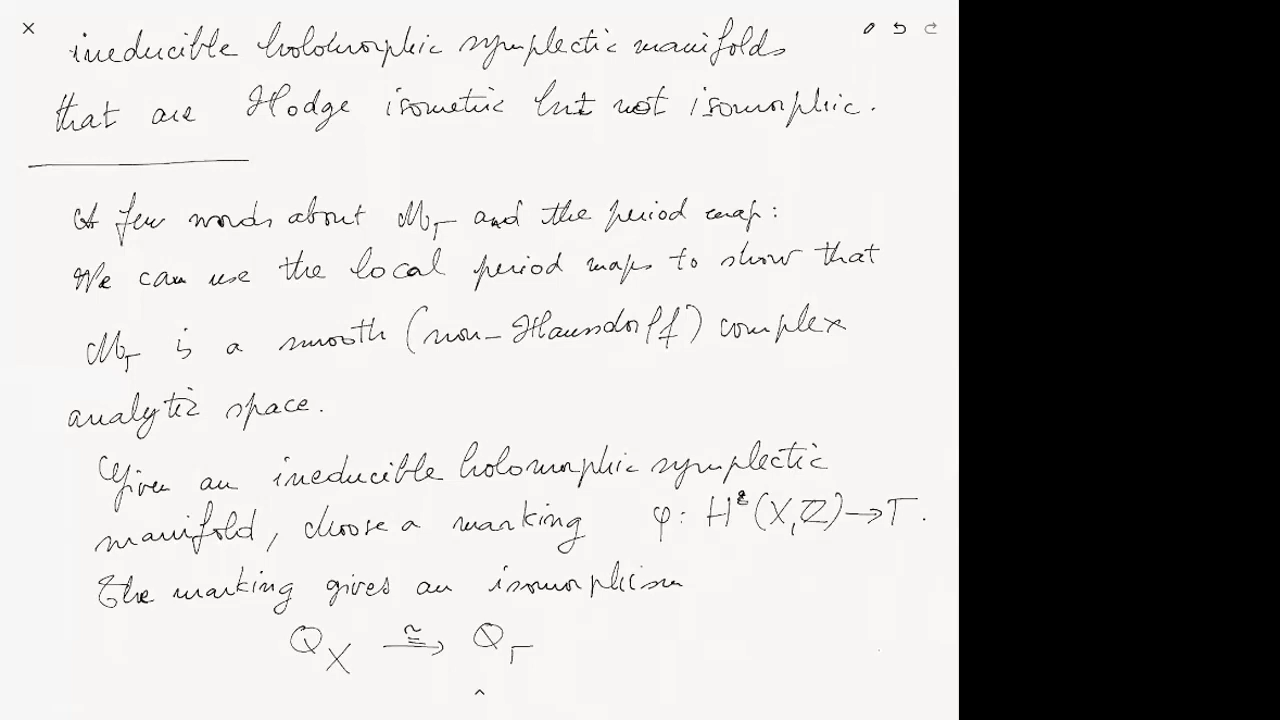 irreducible holomorphic symplectic manifolds
that are Hodge isometric but not isomorphic.
A few words about M_Γ and the period map:
We can use the local period maps to show that
M_Γ is a smooth (non-Hausdorff) complex
analytic space.
Given an irreducible holomorphic symplectic
manifold, choose a marking φ: H²(X,ℤ)→Γ.
The marking gives an isomorphism
Q_X ≅→ Q_Γ